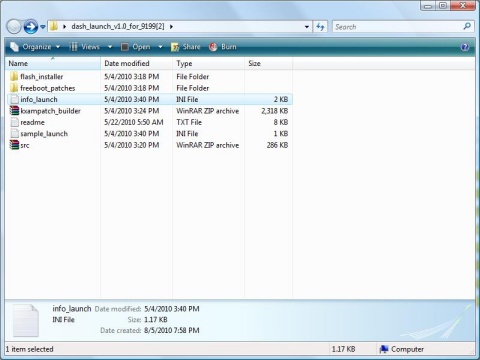 dash_launch_v1.0_for_9199[2]
Search
Organize Views Open Share Burn
Name Date modified Type Size
flash_installer 5/4/2010 3:18 PM File Folder
freeboot_patches 5/4/2010 3:18 PM File Folder
info_launch 5/4/2010 3:40 PM INI File 2 KB
kxampatch_builder 5/4/2010 3:24 PM WinRAR ZIP archive 2,318 KB
readme 5/22/2010 5:50 AM TXT File 8 KB
sample_launch 5/4/2010 3:40 PM INI File 1 KB
src 5/4/2010 3:20 PM WinRAR ZIP archive 286 KB
info_launch Date modified: 5/4/2010 3:40 PM
INI File Size: 1.17 KB
Date created: 8/5/2010 7:58 PM
1 item selected 1.17 KB Computer